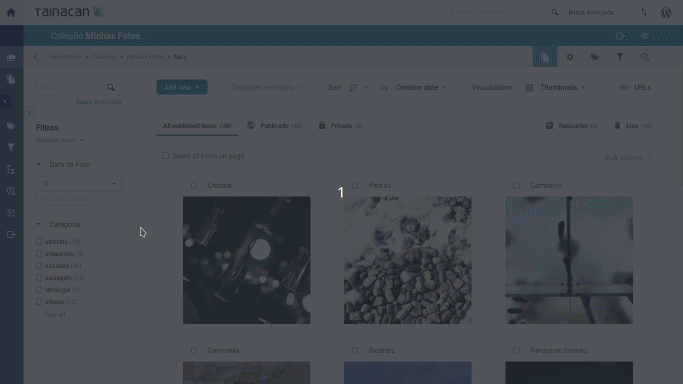 TAINACAN
Busca Avançada
Coleção Minhas Fotos
Repositório > Coleções > Minhas Fotos > Itens
Busca Avançada
Add new
Displayed metadata
Sort
by
Creation date
Visualization:
Thumbnails
URLs
Filtros
Recolher todos
All published items (48)
Publicado (48)
Privado (0)
Rascunho (0)
Lixo (10)
Select all items on page
Bulk actions
Data da Foto
=
1
Cristais
Pedras
Caminhos
Categoria
abstrato (10)
artesanato (3)
natureza (26)
paisagem (14)
tecnologia (3)
urbano (12)
View all
Camomila
Biosfera
Parque no Inverno